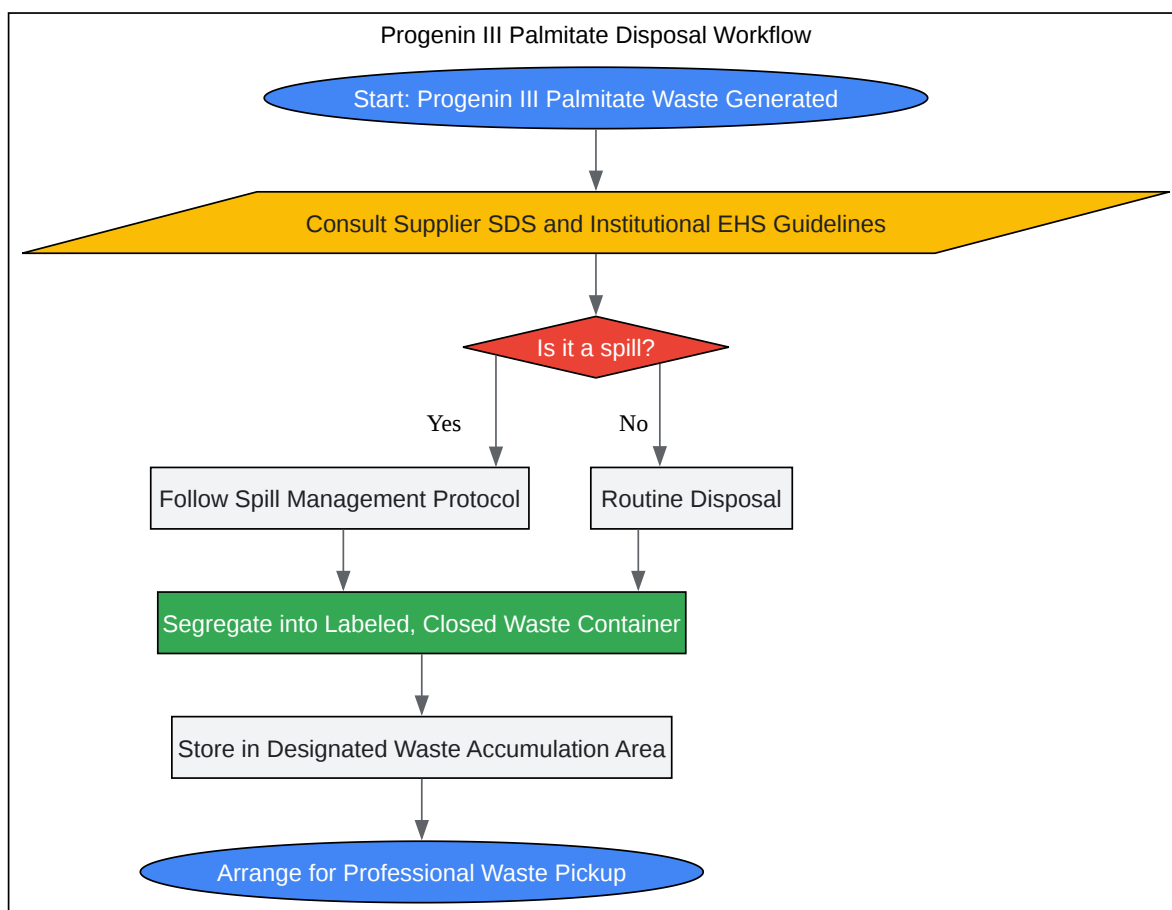 Progenin III Palmitate Disposal Workflow
Start: Progenin III Palmitate Waste Generated
Consult Supplier SDS and Institutional EHS Guidelines
Is it a spill?
Yes
No
Follow Spill Management Protocol
Routine Disposal
Segregate into Labeled, Closed Waste Container
Store in Designated Waste Accumulation Area
Arrange for Professional Waste Pickup